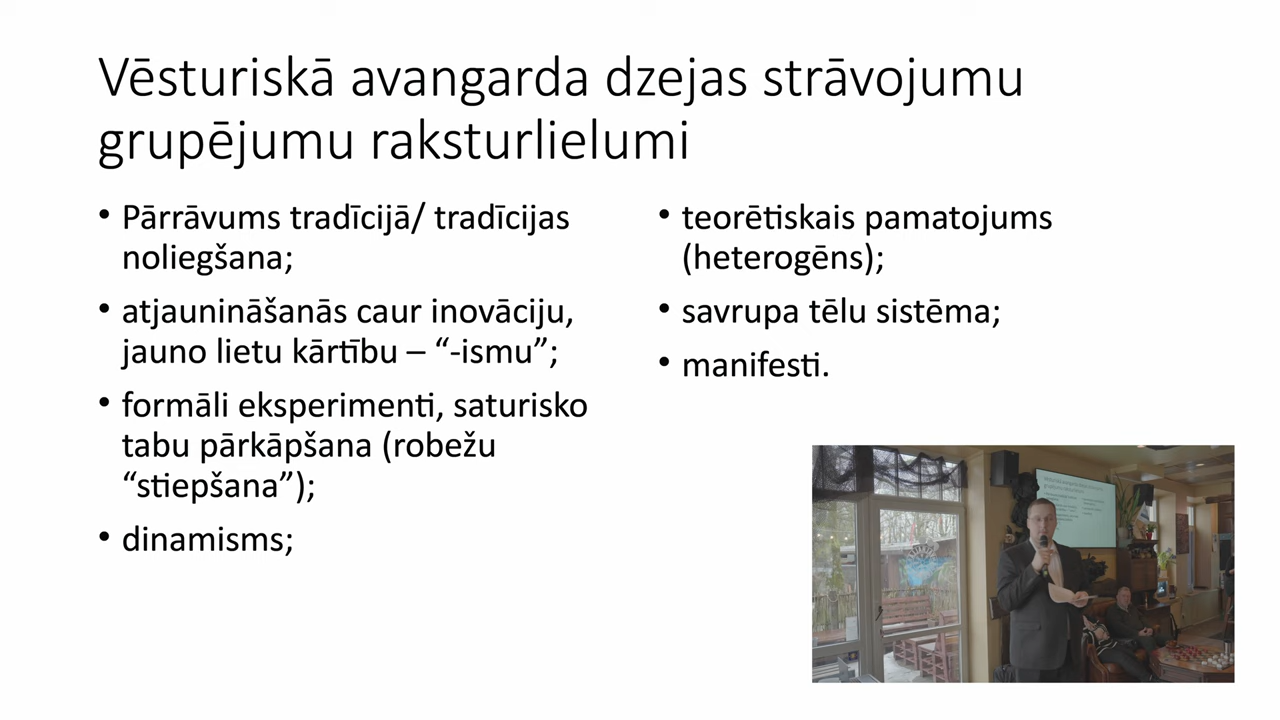 Vēsturiskā avangarda dzejas strāvojumu
grupējumu raksturlielumi
• Pārrāvums tradīcijā/ tradīcijas
noliegšana;
• atjaunināšanās caur inovāciju,
jauno lietu kārtību – “-ismu”;
• formāli eksperimenti, saturisko
tabu pārkāpšana (robežu
“stiepšana”);
• dinamisms;
• teorētiskais pamatojums
(heterogēns);
• savrupa tēlu sistēma;
• manifesti.